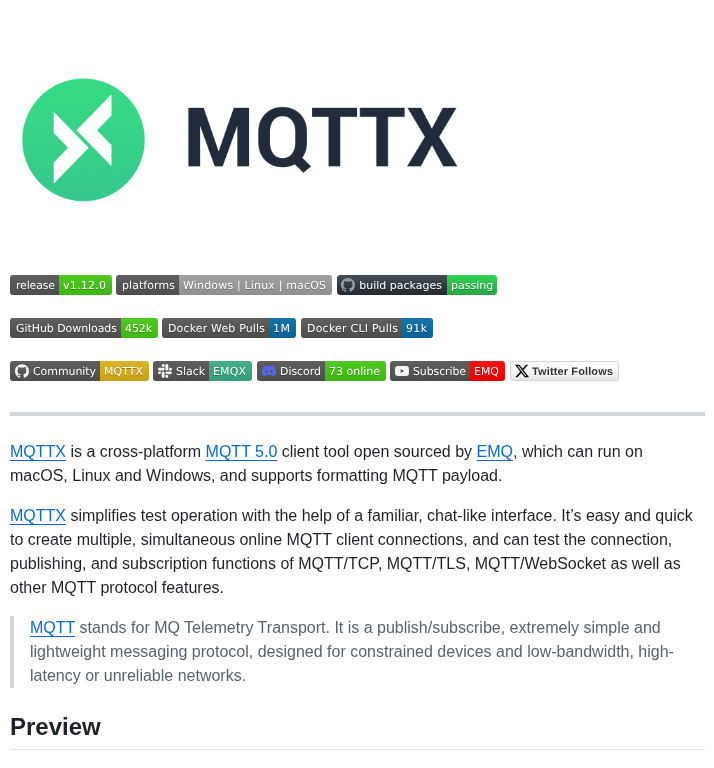 MQTTX
release v1.12.0 platforms Windows | Linux | macOS build packages passing
GitHub Downloads 452k Docker Web Pulls 1M Docker CLI Pulls 91k
Community MQTTX Slack EMQX Discord 73 online Subscribe EMQ Twitter Follows
MQTTX is a cross-platform MQTT 5.0 client tool open sourced by EMQ, which can run on
macOS, Linux and Windows, and supports formatting MQTT payload.
MQTTX simplifies test operation with the help of a familiar, chat-like interface. It’s easy and quick
to create multiple, simultaneous online MQTT client connections, and can test the connection,
publishing, and subscription functions of MQTT/TCP, MQTT/TLS, MQTT/WebSocket as well as
other MQTT protocol features.
MQTT stands for MQ Telemetry Transport. It is a publish/subscribe, extremely simple and
lightweight messaging protocol, designed for constrained devices and low-bandwidth, high-
latency or unreliable networks.
Preview